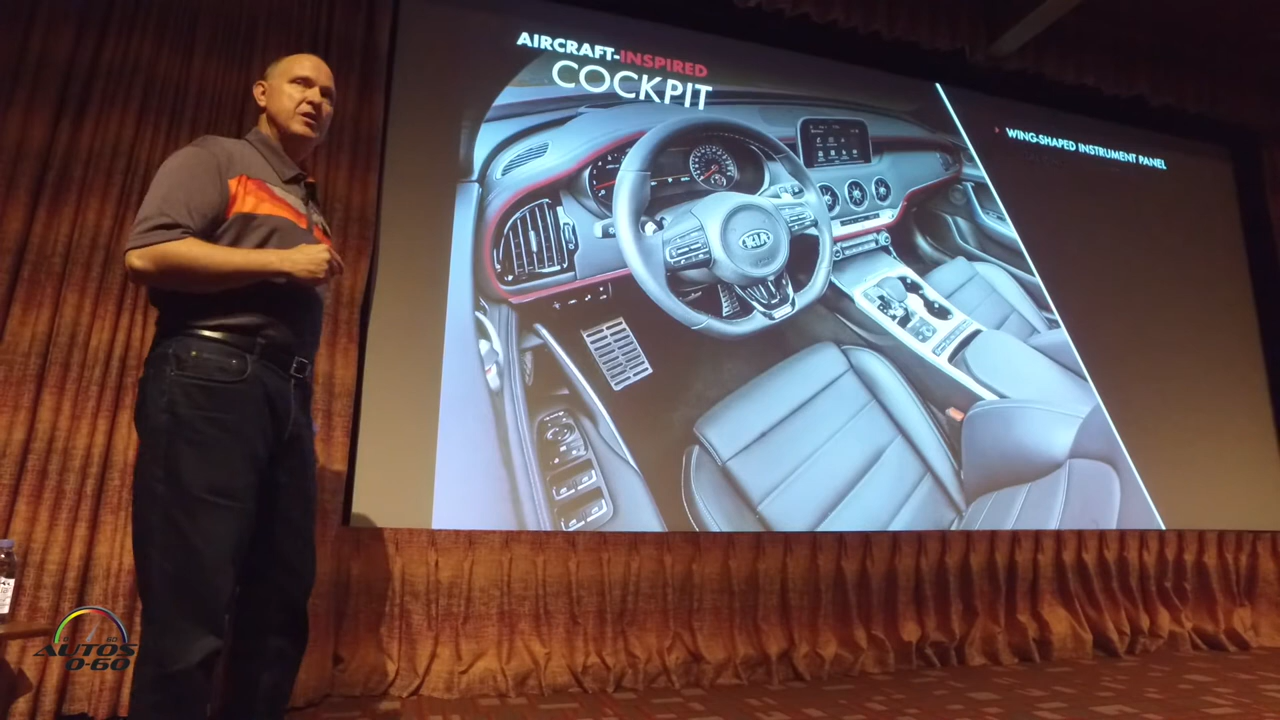 AIRCRAFT-INSPIRED
COCKPIT
WING-SHAPED INSTRUMENT PANEL
KIA
AUTOS
0-60